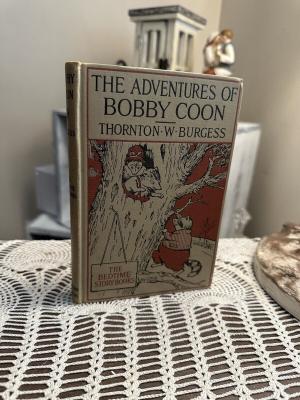 THE ADVENTURES OF
BOBBY COON
THORNTON·W·BURGESS
THE
BEDTIME
STORY-BOOKS